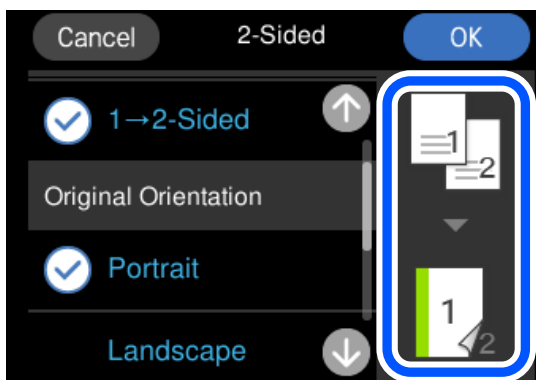 Cancel 2-Sided OK
1→2-Sided
Original Orientation
Portrait
Landscape
1
2
1
2